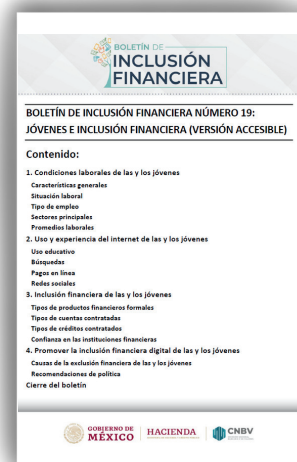 BOLETÍN DE
INCLUSIÓN
FINANCIERA
BOLETÍN DE INCLUSIÓN FINANCIERA NÚMERO 19:
JÓVENES E INCLUSIÓN FINANCIERA (VERSIÓN ACCESIBLE)
Contenido:
1. Condiciones laborales de las y los jóvenes
Características generales
Situación laboral
Tipo de empleo
Sectores principales
Promedios laborales
2. Uso y experiencia del internet de las y los jóvenes
Uso educativo
Búsquedas
Pagos en línea
Redes sociales
3. Inclusión financiera de las y los jóvenes
Tipos de productos financieros formales
Tipos de cuentas contratadas
Tipos de créditos contratados
Confianza en las instituciones financieras
4. Promover la inclusión financiera digital de las y los jóvenes
Causas de la exclusión financiera de las y los jóvenes
Recomendaciones de política
Cierre del boletín
GOBIERNO DE
MÉXICO
HACIENDA
CNBV